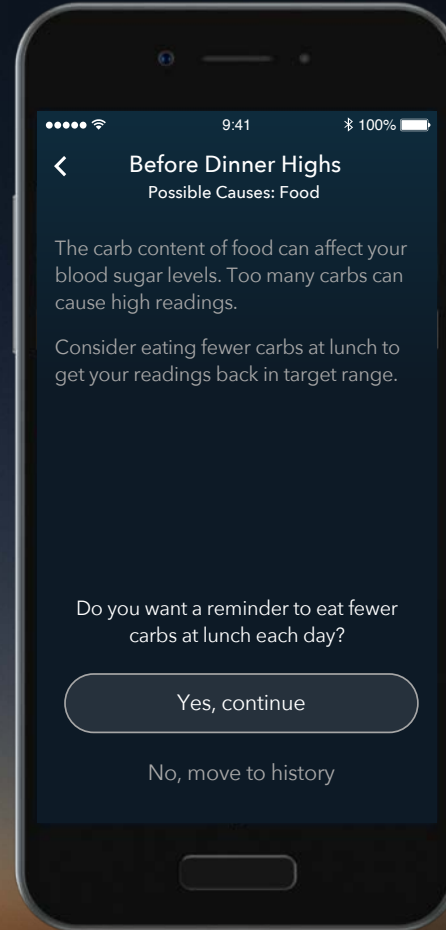 9:41
100%
Before Dinner Highs
Possible Causes: Food
The carb content of food can affect your
blood sugar levels. Too many carbs can
cause high readings.
Consider eating fewer carbs at lunch to
get your readings back in target range.
Do you want a reminder to eat fewer
carbs at lunch each day?
Yes, continue
No, move to history